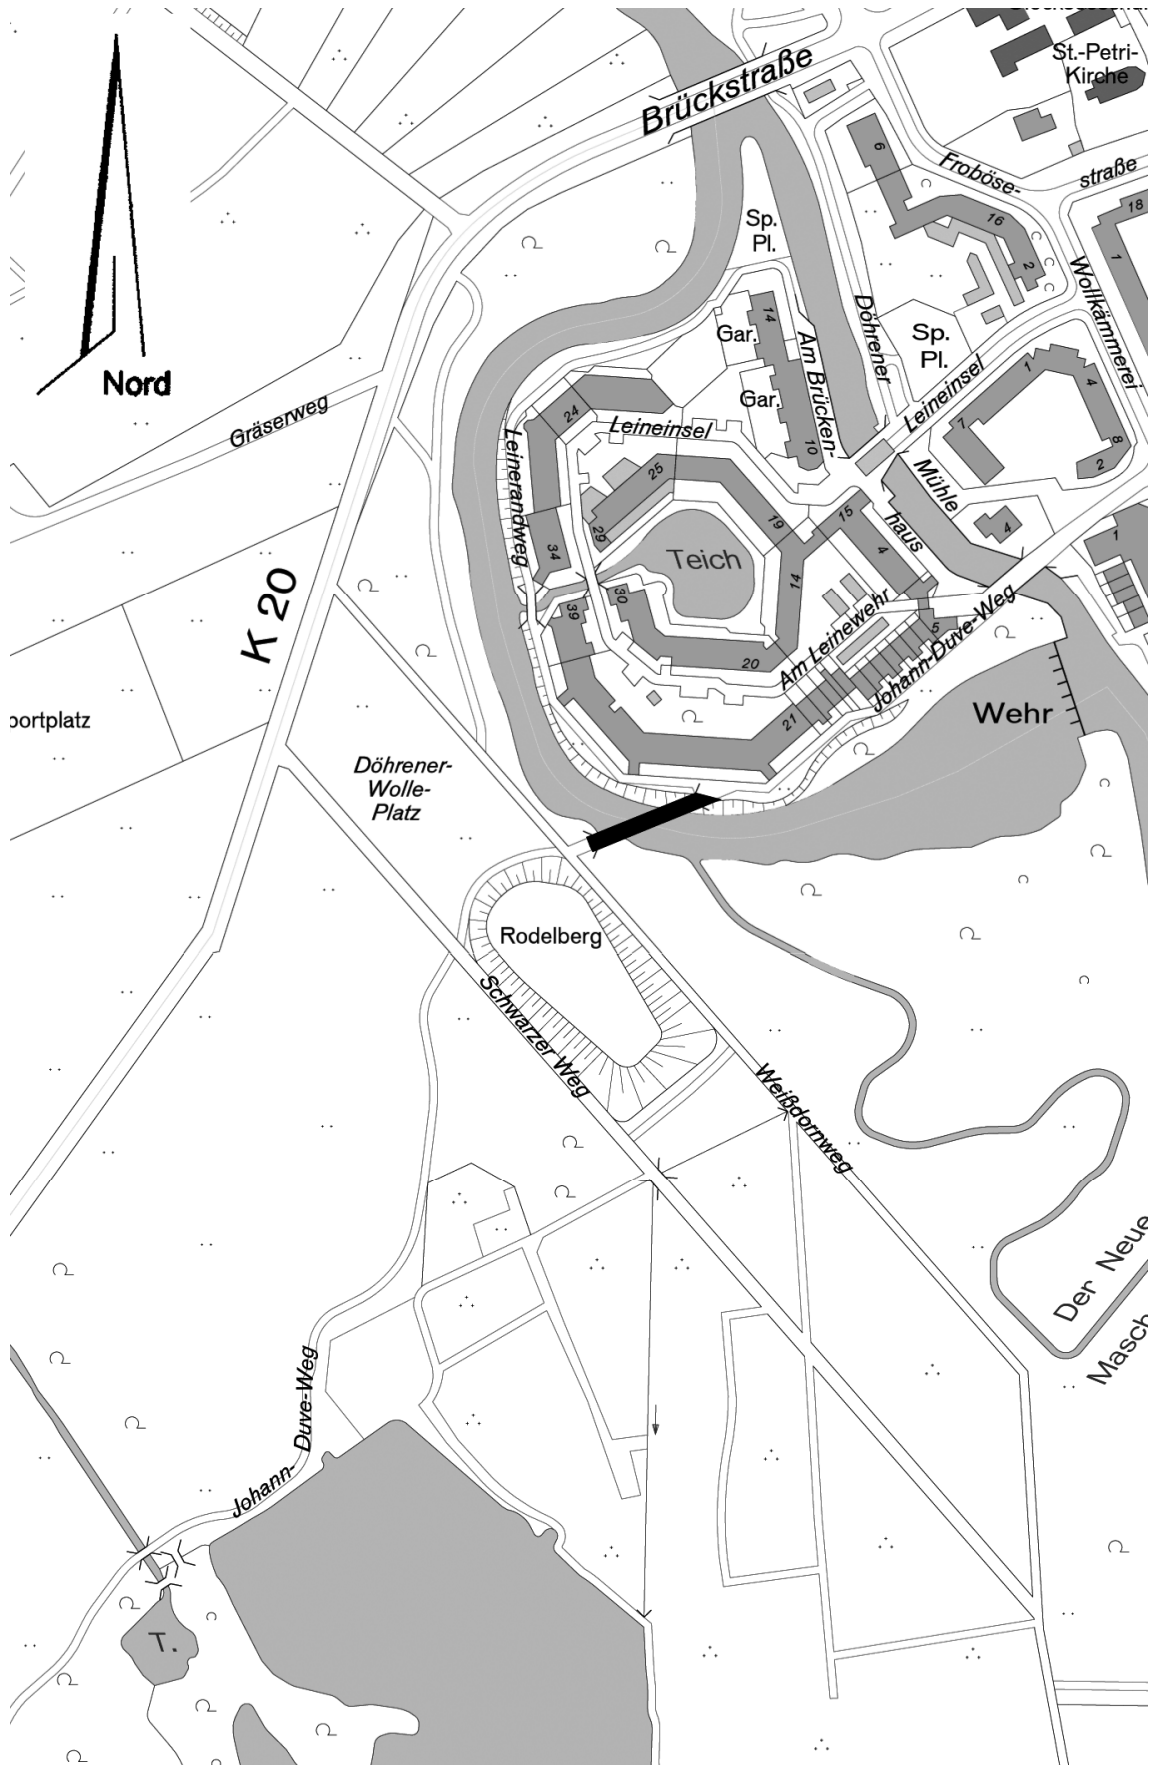 St.-Petri-
Kirche
Brückstraße
6
Froböse-
straße
18
16
Sp.
Pl.
2
1
Wollkämmerei
Nord
14
Gar.
Döhrener
Sp.
Pl.
Am Brücken-
Leineinsel
1
4
Gräserweg
24
Leineinsel
Gar.
7
8
10
2
Leinerandweg
25
Mühle
15
19
haus
4
29
34
Teich
4
1
K 20
14
30
39
Am Leinewehr
5
Johann-Duve-Weg
20
21
Wehr
portplatz
Döhrener-
Wolle-
Platz
Rodelberg
Schwarzer Weg
Weißdornweg
Der Neue
Masch
Johann-
Duve-Weg
T.